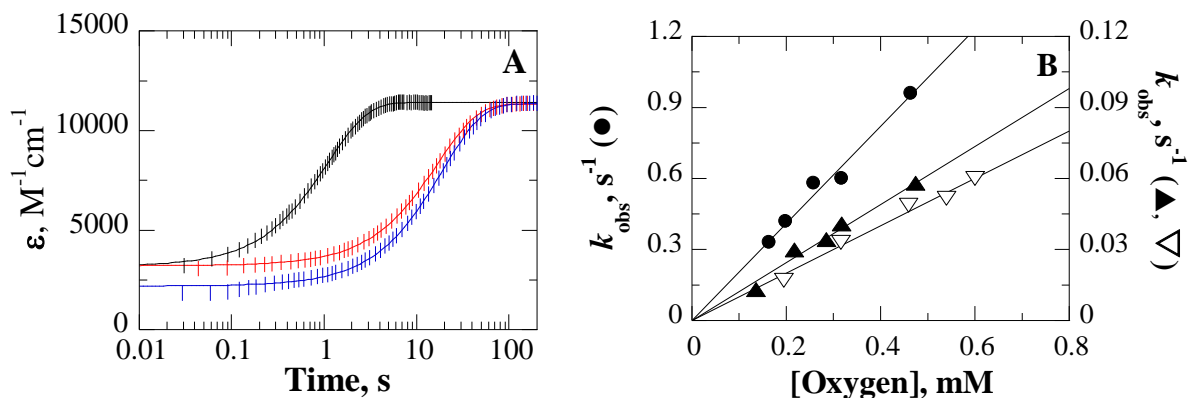 A
15000
10000
5000
0
ε, M⁻¹cm⁻¹
0.01 0.1 1 10 100
Time, s
B
1.2
0.9
0.6
0.3
0
k_obs, s⁻¹ (●)
0.12
0.09
0.06
0.03
0
k_obs, s⁻¹ (▲, ▽)
0 0.2 0.4 0.6 0.8
[Oxygen], mM